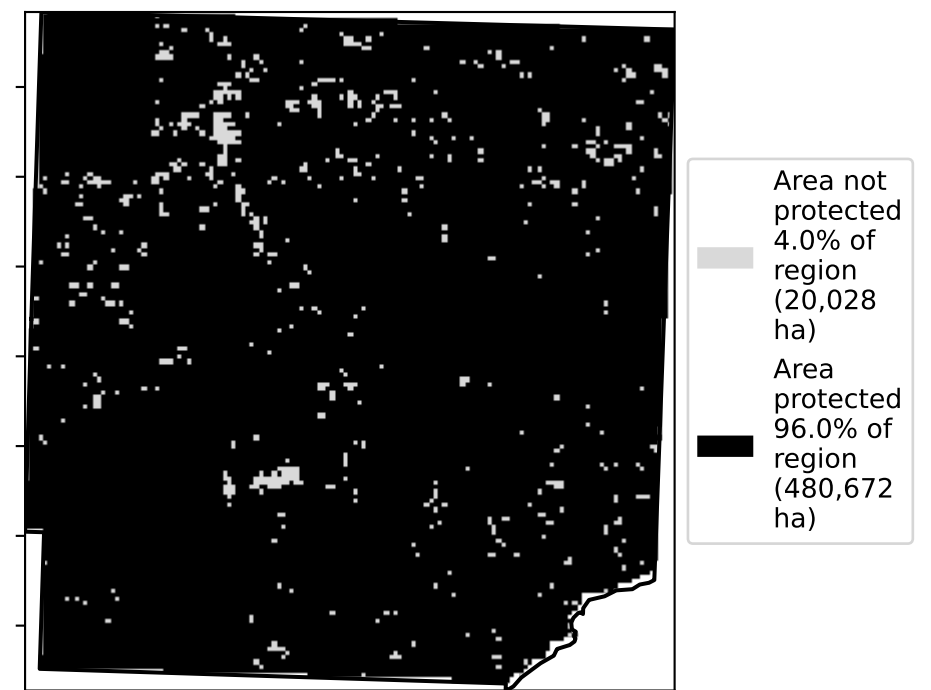 Area not
protected
4.0% of
region
(20,028
ha)
Area
protected
96.0% of
region
(480,672
ha)